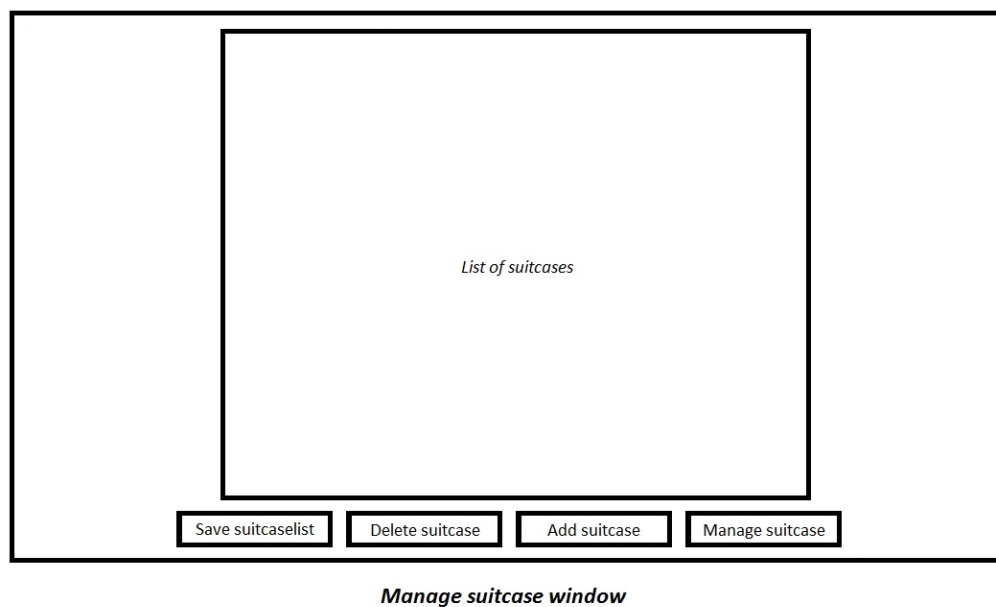 List of suitcases
Save suitcaselist
Delete suitcase
Add suitcase
Manage suitcase
Manage suitcase window